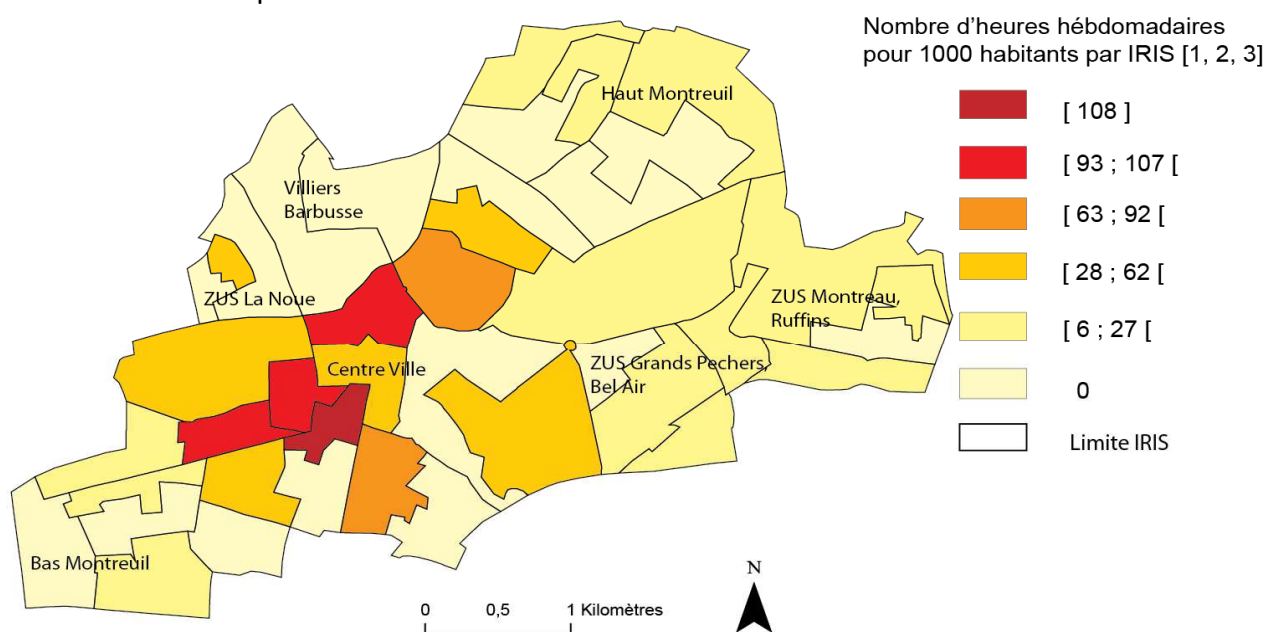 Nombre d'heures hébdomadaires
pour 1000 habitants par IRIS [1, 2, 3]
[ 108 ]
[ 93 ; 107 [
[ 63 ; 92 [
[ 28 ; 62 [
[ 6 ; 27 [
0
Limite IRIS
Haut Montreuil
Villiers
Barbusse
ZUS La Noue
ZUS Montreau,
Ruffins
Centre Ville
ZUS Grands Pechers,
Bel Air
Bas Montreuil
N
0 0,5 1 Kilomètres